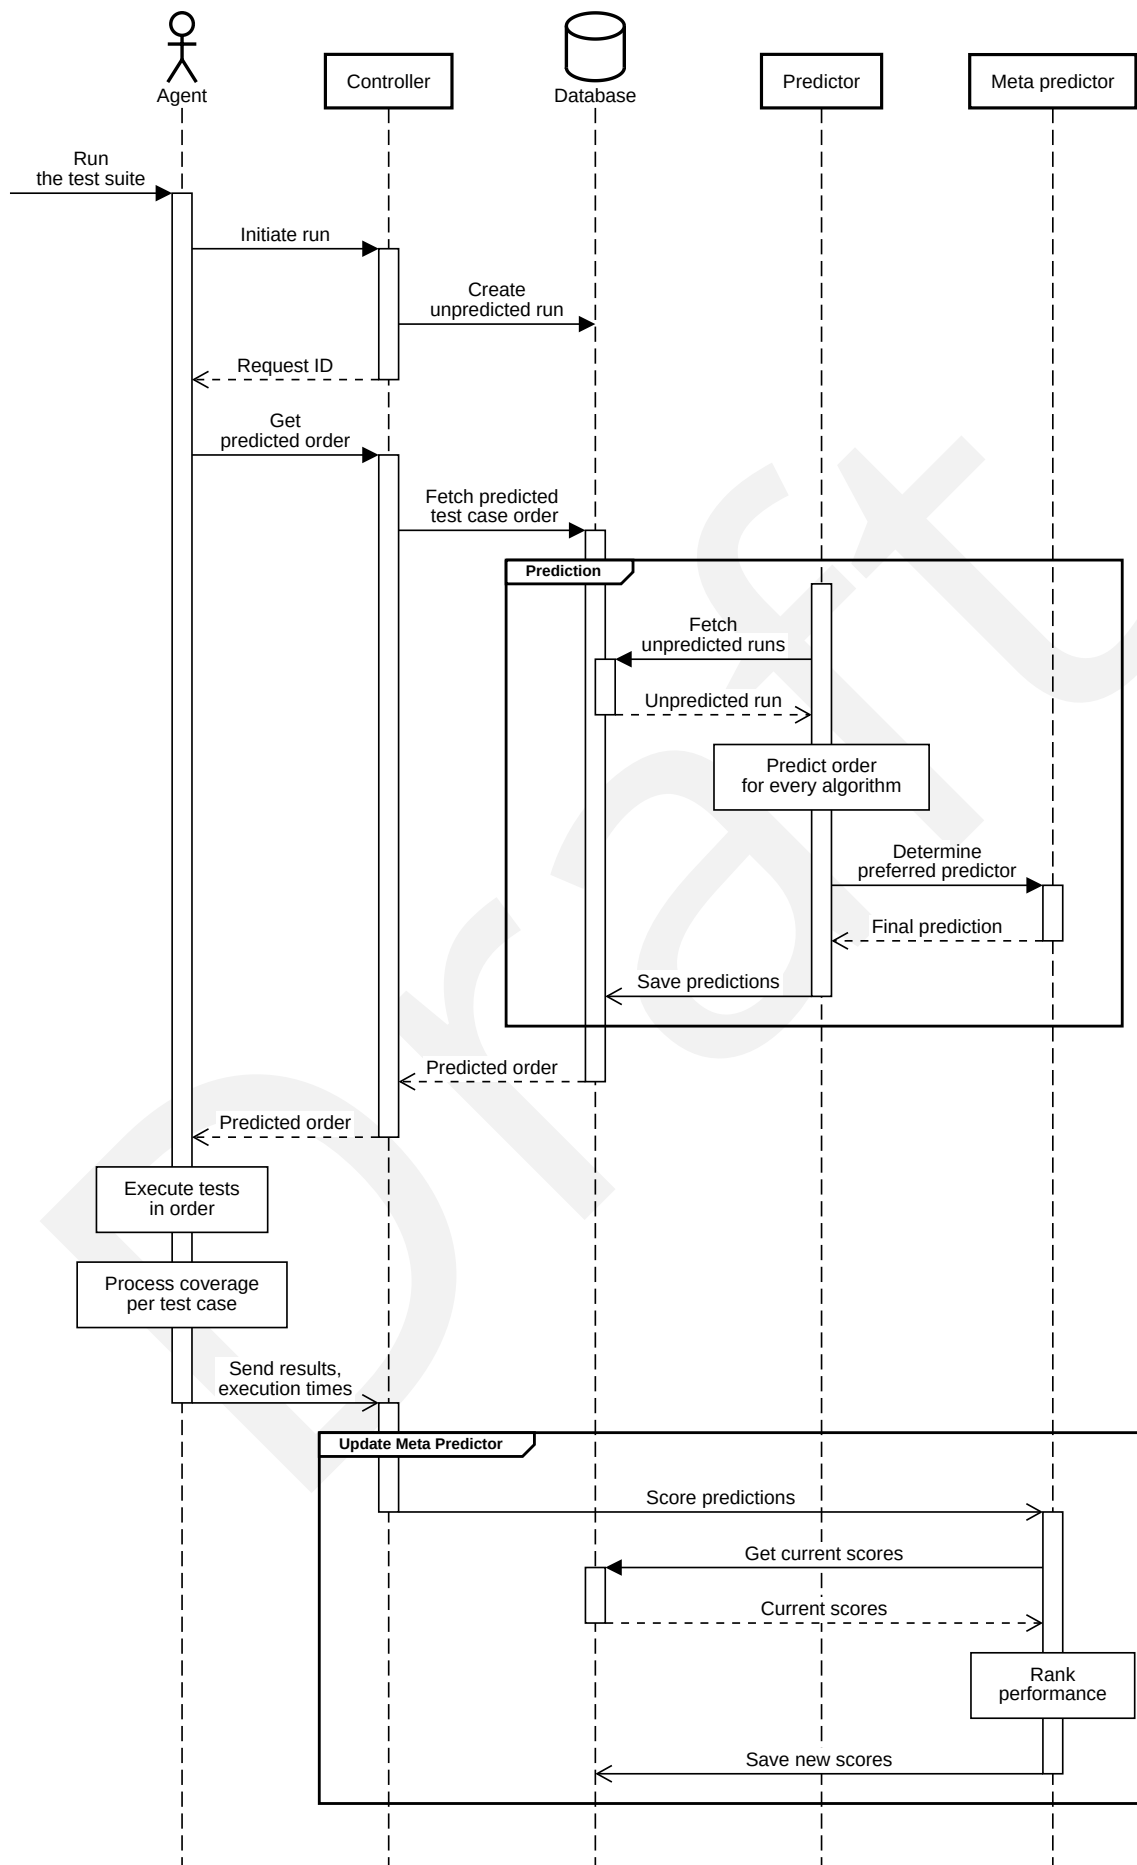 Agent
Controller
Database
Predictor
Meta predictor
Run
the test suite
Initiate run
Create
unpredicted run
Request ID
Get
predicted order
Fetch predicted
test case order
Prediction
Fetch
unpredicted runs
Unpredicted run
Predict order
for every algorithm
Determine
preferred predictor
Final prediction
Save predictions
Predicted order
Predicted order
Execute tests
in order
Process coverage
per test case
Send results,
execution times
Update Meta Predictor
Score predictions
Get current scores
Current scores
Rank
performance
Save new scores
Draft